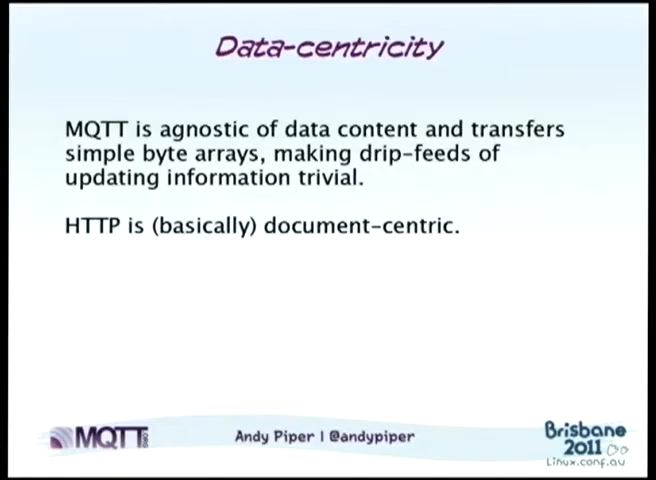 Data-centricity
MQTT is agnostic of data content and transfers
simple byte arrays, making drip-feeds of
updating information trivial.
HTTP is (basically) document-centric.
MQTT.ORG
Andy Piper | @andypiper
Brisbane
2011
Linux.conf.au